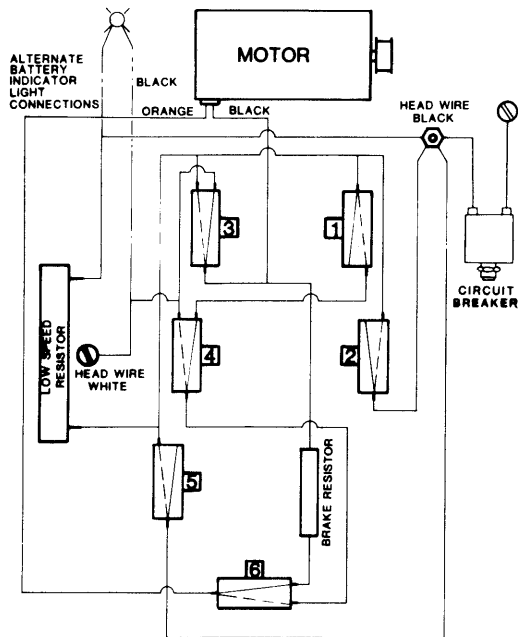 ALTERNATE
BATTERY
INDICATOR
LIGHT
CONNECTIONS
BLACK
MOTOR
ORANGE
BLACK
HEAD WIRE
BLACK
3
1
CIRCUIT
BREAKER
LOW SPEED
RESISTOR
HEAD WIRE
WHITE
4
2
5
BRAKE RESISTOR
6